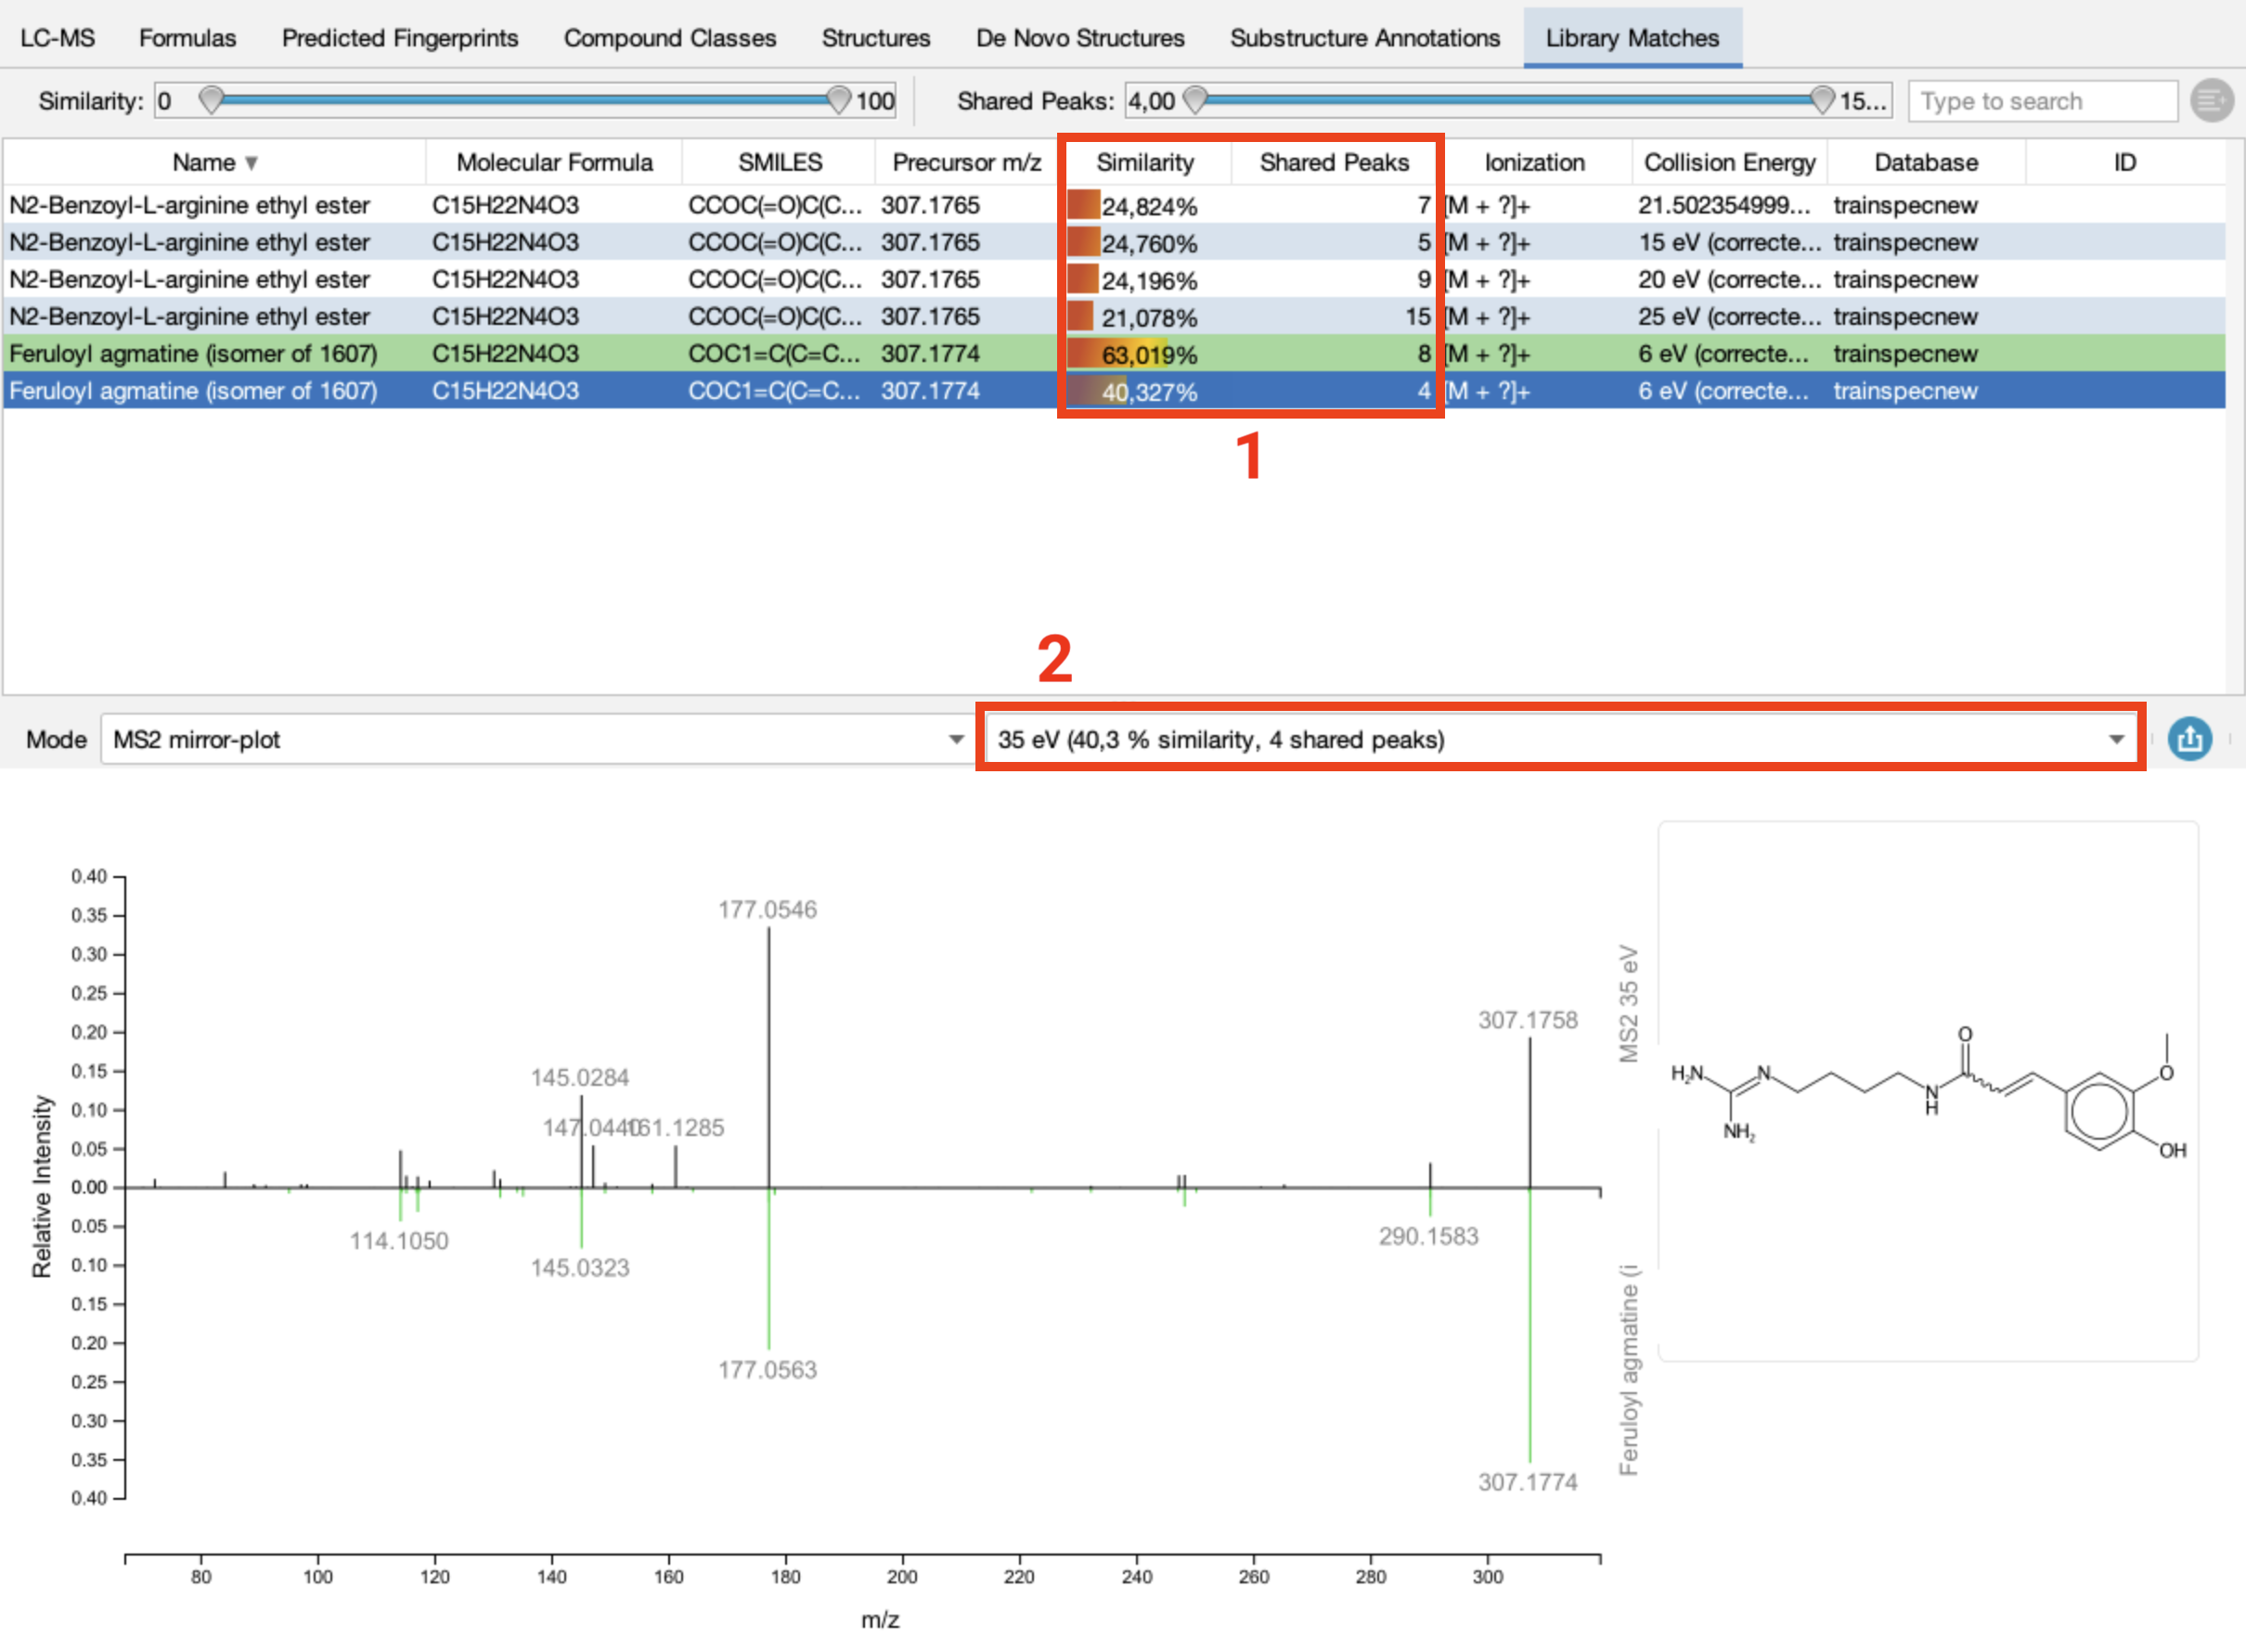 LC-MS Formulas Predicted Fingerprints Compound Classes Structures De Novo Structures Substructure Annotations Library Matches
Similarity: 0 100 Shared Peaks: 4,00 15... Type to search
Name Molecular Formula SMILES Precursor m/z Similarity Shared Peaks Ionization Collision Energy Database ID
N2-Benzoyl-L-arginine ethyl ester C15H22N4O3 CCOC(=O)C(C... 307.1765 24,824% 7 [M + ?]+ 21.502354999... trainspecnew
N2-Benzoyl-L-arginine ethyl ester C15H22N4O3 CCOC(=O)C(C... 307.1765 24,760% 5 [M + ?]+ 15 eV (correcte... trainspecnew
N2-Benzoyl-L-arginine ethyl ester C15H22N4O3 CCOC(=O)C(C... 307.1765 24,196% 9 [M + ?]+ 20 eV (correcte... trainspecnew
N2-Benzoyl-L-arginine ethyl ester C15H22N4O3 CCOC(=O)C(C... 307.1765 21,078% 15 [M + ?]+ 25 eV (correcte... trainspecnew
Feruloyl agmatine (isomer of 1607) C15H22N4O3 COC1=C(C=C... 307.1774 63,019% 8 [M + ?]+ 6 eV (correcte... trainspecnew
Feruloyl agmatine (isomer of 1607) C15H22N4O3 COC1=C(C=C... 307.1774 40,327% 4 [M + ?]+ 6 eV (correcte... trainspecnew
1
2
Mode MS2 mirror-plot 35 eV (40,3 % similarity, 4 shared peaks)
0.40
0.35
0.30
0.25
0.20
0.15
0.10
0.05
0.00
0.05
0.10
0.15
0.20
0.25
0.30
0.35
0.40
Relative Intensity
177.0546
307.1758
145.0284
147.0440
161.1285
114.1050
145.0323
290.1583
177.0563
307.1774
MS2 35 eV
Feruloyl agmatine (i
O
H₂N N O
N
H
NH₂ OH
80 100 120 140 160 180 200 220 240 260 280 300
m/z